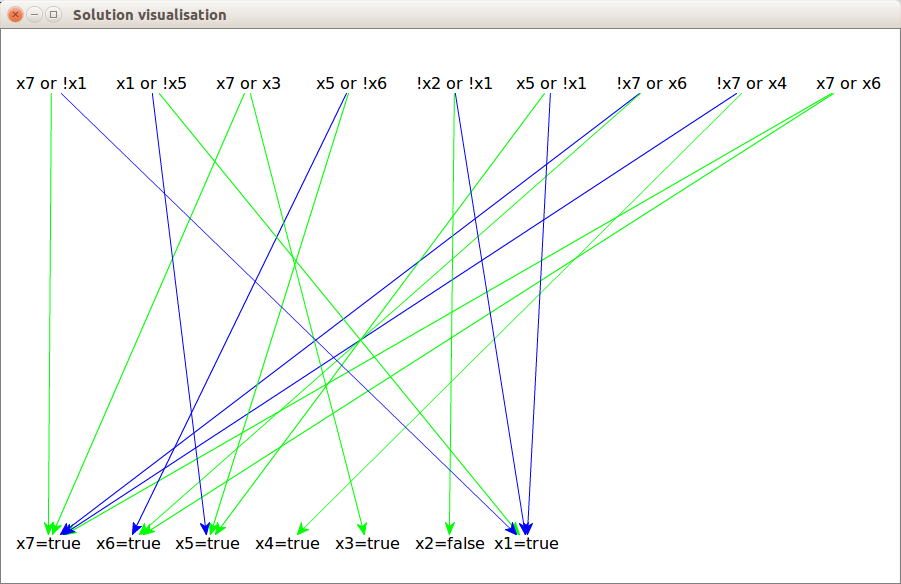 Solution visualisation
x7 or !x1 x1 or !x5 x7 or x3 x5 or !x6 !x2 or !x1 x5 or !x1 !x7 or x6 !x7 or x4 x7 or x6
x7=true x6=true x5=true x4=true x3=true x2=false x1=true